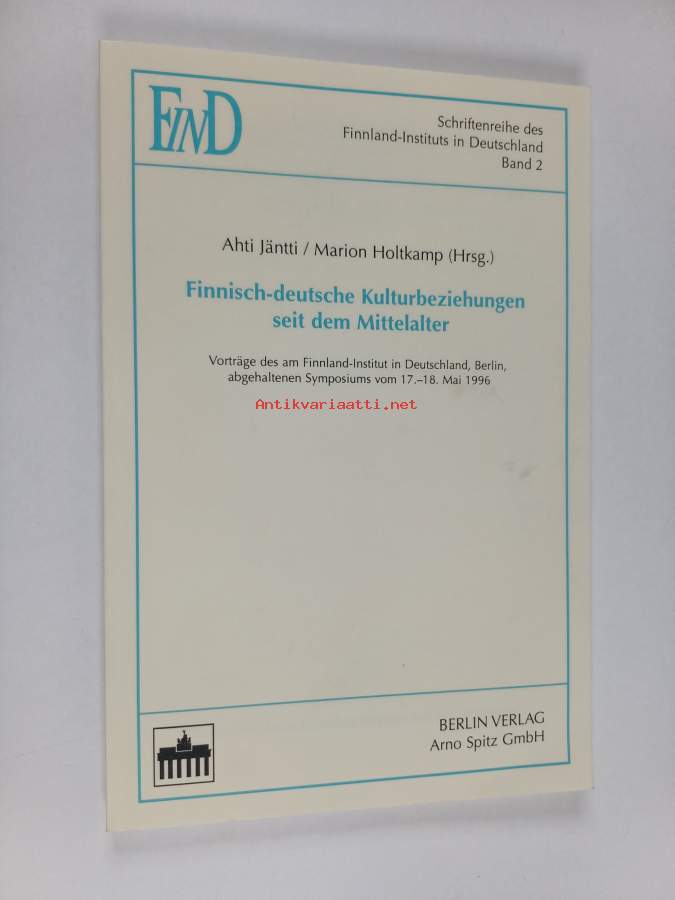 FinD
Schriftenreihe des
Finnland-Instituts in Deutschland
Band 2
Ahti Jäntti / Marion Holtkamp (Hrsg.)
Finnisch-deutsche Kulturbeziehungen
seit dem Mittelalter
Vorträge des am Finnland-Institut in Deutschland, Berlin,
abgehaltenen Symposiums vom 17.–18. Mai 1996
Antikvariaatti.net
BERLIN VERLAG
Arno Spitz GmbH